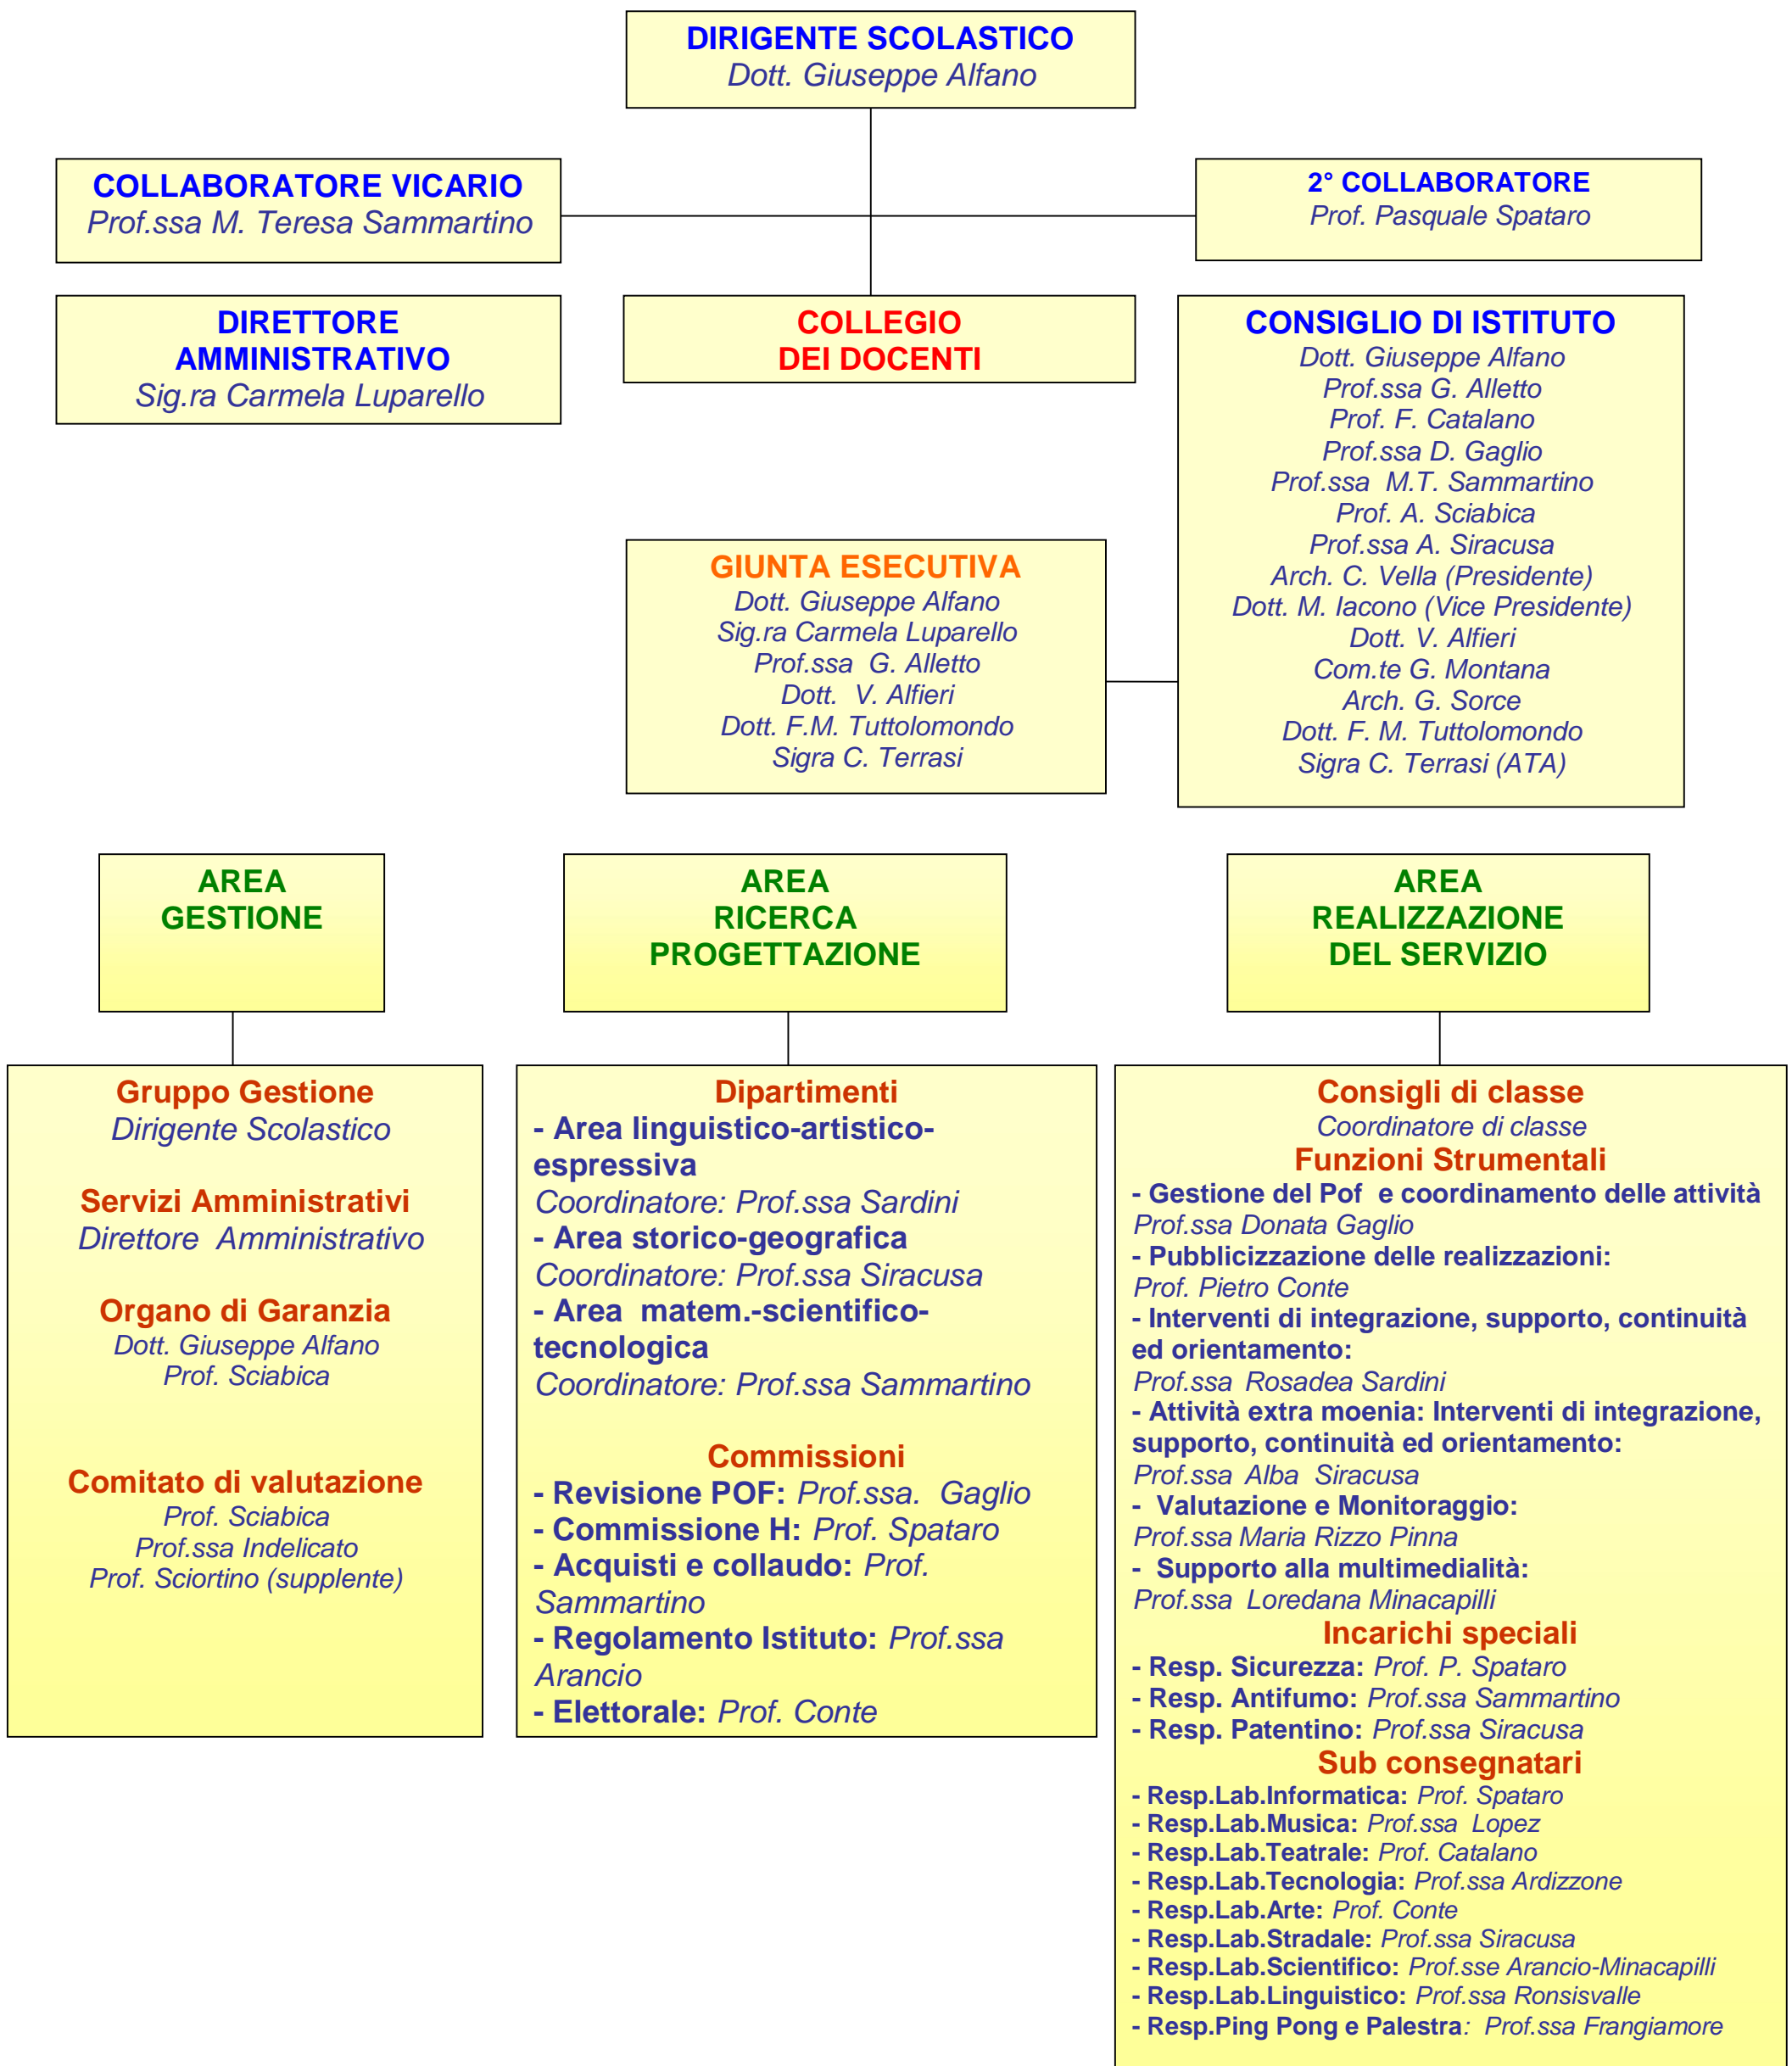 DIRIGENTE SCOLASTICO
Dott. Giuseppe Alfano
COLLABORATORE VICARIO
Prof.ssa M. Teresa Sammartino
2° COLLABORATORE
Prof. Pasquale Spataro
DIRETTORE
AMMINISTRATIVO
Sig.ra Carmela Luparello
COLLEGIO
DEI DOCENTI
CONSIGLIO DI ISTITUTO
Dott. Giuseppe Alfano
Prof.ssa G. Alletto
Prof. F. Catalano
Prof.ssa D. Gaglio
Prof.ssa M.T. Sammartino
Prof. A. Sciabica
Prof.ssa A. Siracusa
Arch. C. Vella (Presidente)
Dott. M. Iacono (Vice Presidente)
Dott. V. Alfieri
Com.te G. Montana
Arch. G. Sorce
Dott. F. M. Tuttolomondo
Sigra C. Terrasi (ATA)
GIUNTA ESECUTIVA
Dott. Giuseppe Alfano
Sig.ra Carmela Luparello
Prof.ssa G. Alletto
Dott. V. Alfieri
Dott. F.M. Tuttolomondo
Sigra C. Terrasi
AREA
GESTIONE
AREA
RICERCA
PROGETTAZIONE
AREA
REALIZZAZIONE
DEL SERVIZIO
Gruppo Gestione
Dirigente Scolastico
Servizi Amministrativi
Direttore Amministrativo
Organo di Garanzia
Dott. Giuseppe Alfano
Prof. Sciabica
Comitato di valutazione
Prof. Sciabica
Prof.ssa Indelicato
Prof. Sciortino (supplente)
Dipartimenti
- Area linguistico-artistico-
espressiva
Coordinatore: Prof.ssa Sardini
- Area storico-geografica
Coordinatore: Prof.ssa Siracusa
- Area matem.-scientifico-
tecnologica
Coordinatore: Prof.ssa Sammartino
Commissioni
- Revisione POF: Prof.ssa. Gaglio
- Commissione H: Prof. Spataro
- Acquisti e collaudo: Prof.
Sammartino
- Regolamento Istituto: Prof.ssa
Arancio
- Elettorale: Prof. Conte
Consigli di classe
Coordinatore di classe
Funzioni Strumentali
- Gestione del Pof e coordinamento delle attività
Prof.ssa Donata Gaglio
- Pubblicizzazione delle realizzazioni:
Prof. Pietro Conte
- Interventi di integrazione, supporto, continuità
ed orientamento:
Prof.ssa Rosadea Sardini
- Attività extra moenia: Interventi di integrazione,
supporto, continuità ed orientamento:
Prof.ssa Alba Siracusa
- Valutazione e Monitoraggio:
Prof.ssa Maria Rizzo Pinna
- Supporto alla multimedialità:
Prof.ssa Loredana Minacapilli
Incarichi speciali
- Resp. Sicurezza: Prof. P. Spataro
- Resp. Antifumo: Prof.ssa Sammartino
- Resp. Patentino: Prof.ssa Siracusa
Sub consegnatari
- Resp.Lab.Informatica: Prof. Spataro
- Resp.Lab.Musica: Prof.ssa Lopez
- Resp.Lab.Teatrale: Prof. Catalano
- Resp.Lab.Tecnologia: Prof.ssa Ardizzone
- Resp.Lab.Arte: Prof. Conte
- Resp.Lab.Stradale: Prof.ssa Siracusa
- Resp.Lab.Scientifico: Prof.sse Arancio-Minacapilli
- Resp.Lab.Linguistico: Prof.ssa Ronsisvalle
- Resp.Ping Pong e Palestra: Prof.ssa Frangiamore